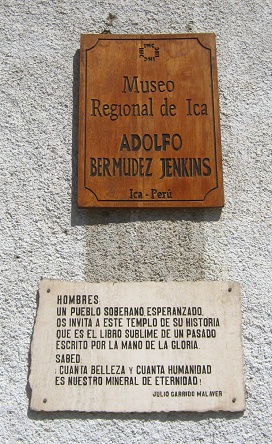 Museo
Regional de Ica
ADOLFO
BERMUDEZ JENKINS
Ica - Perú
HOMBRES
UN PUEBLO SOBERANO ESPERANZADO,
OS INVITA A ESTE TEMPLO DE SU HISTORIA
QUE ES EL LIBRO SUBLIME DE UN PASADO
ESCRITO POR LA MANO DE LA GLORIA.
SABED
¡CUANTA BELLEZA Y CUANTA HUMANIDAD
ES NUESTRO MINERAL DE ETERNIDAD!
JULIO GARRIDO MALAVER